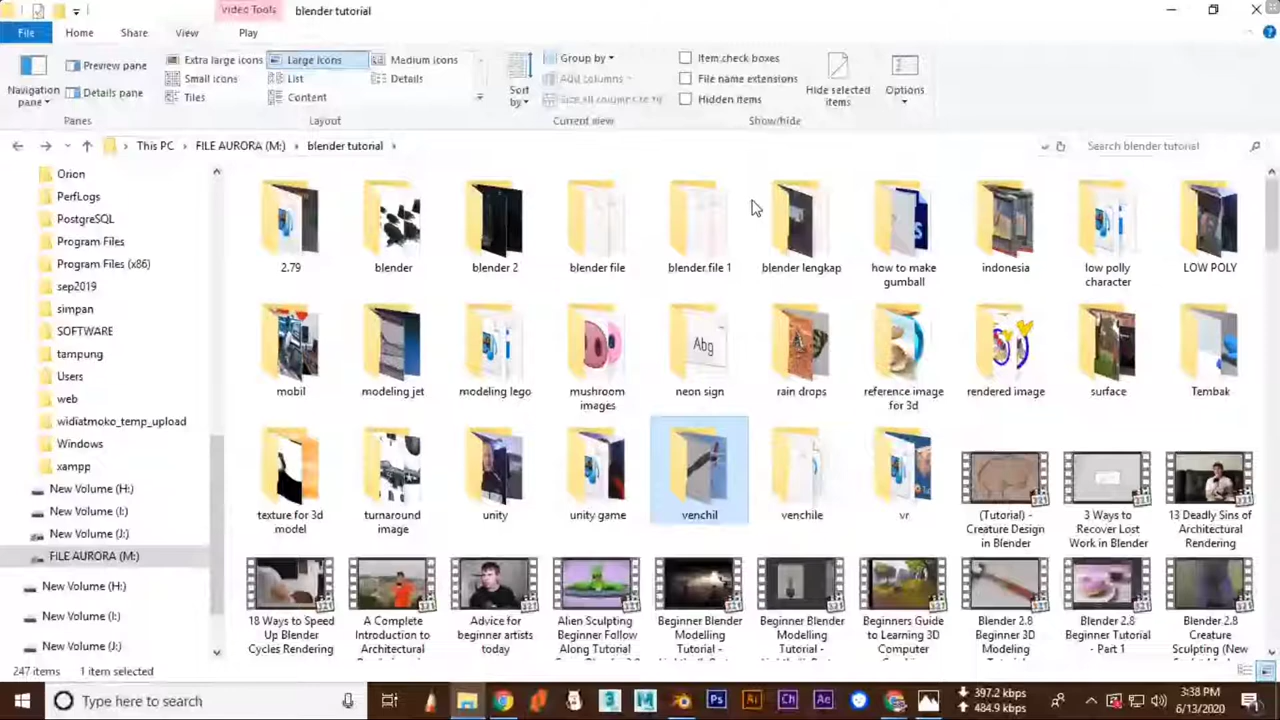 Video Tools
blender tutorial
File
Home
Share
View
Play
Navigation
pane
Preview pane
Details pane
Panes
Extra large icons
Large icons
Medium icons
Small icons
List
Details
Tiles
Content
Layout
Sort
by
Group by
Add columns
Size all columns to fit
Current view
Item check boxes
File name extensions
Hidden items
Hide selected
items
Show/hide
Options
This PC
FILE AURORA (M:)
blender tutorial
Search blender tutorial
Orion
PerfLogs
PostgreSQL
Program Files
Program Files (x86)
sep2019
simpan
SOFTWARE
tampung
Users
web
widiatmoko_temp_upload
Windows
xampp
New Volume (H:)
New Volume (I:)
New Volume (J:)
FILE AURORA (M:)
New Volume (H:)
New Volume (I:)
New Volume (J:)
2.79
blender
blender 2
blender file
blender file 1
blender lengkap
how to make
gumball
indonesia
low polly
character
LOW POLY
mobil
modeling jet
modeling lego
mushroom
images
Abg
neon sign
rain drops
reference image
for 3d
rendered image
surface
Tembak
texture for 3d
model
turnaround
image
unity
unity game
venchil
venchile
vr
(Tutorial) -
Creature Design
in Blender
3 Ways to
Recover Lost
Work in Blender
13 Deadly Sins of
Architectural
Rendering
18 Ways to Speed
Up Blender
Cycles Rendering
A Complete
Introduction to
Advice for
beginner artists
today
Alien Sculpting
Beginner Follow
Along Tutorial
Beginner Blender
Modelling
Tutorial -
Beginner Blender
Modelling
Tutorial -
Beginners Guide
to Learning 3D
Computer
Blender 2.8
Beginner 3D
Modeling
Blender 2.8
Beginner Tutorial
- Part 1
Blender 2.8
Creature
Sculpting (New
247 items
1 item selected
Type here to search
397.2 kbps
484.9 kbps
3:38 PM
6/13/2020